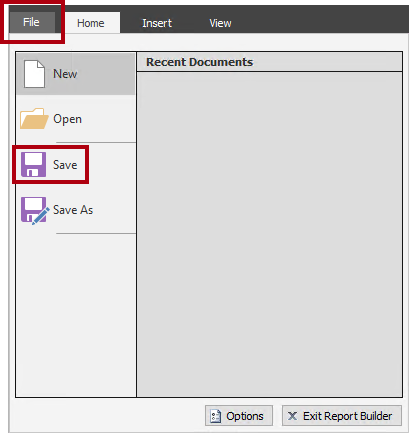 File Home Insert View
Recent Documents
New
Open
Save
Save As
Options Exit Report Builder